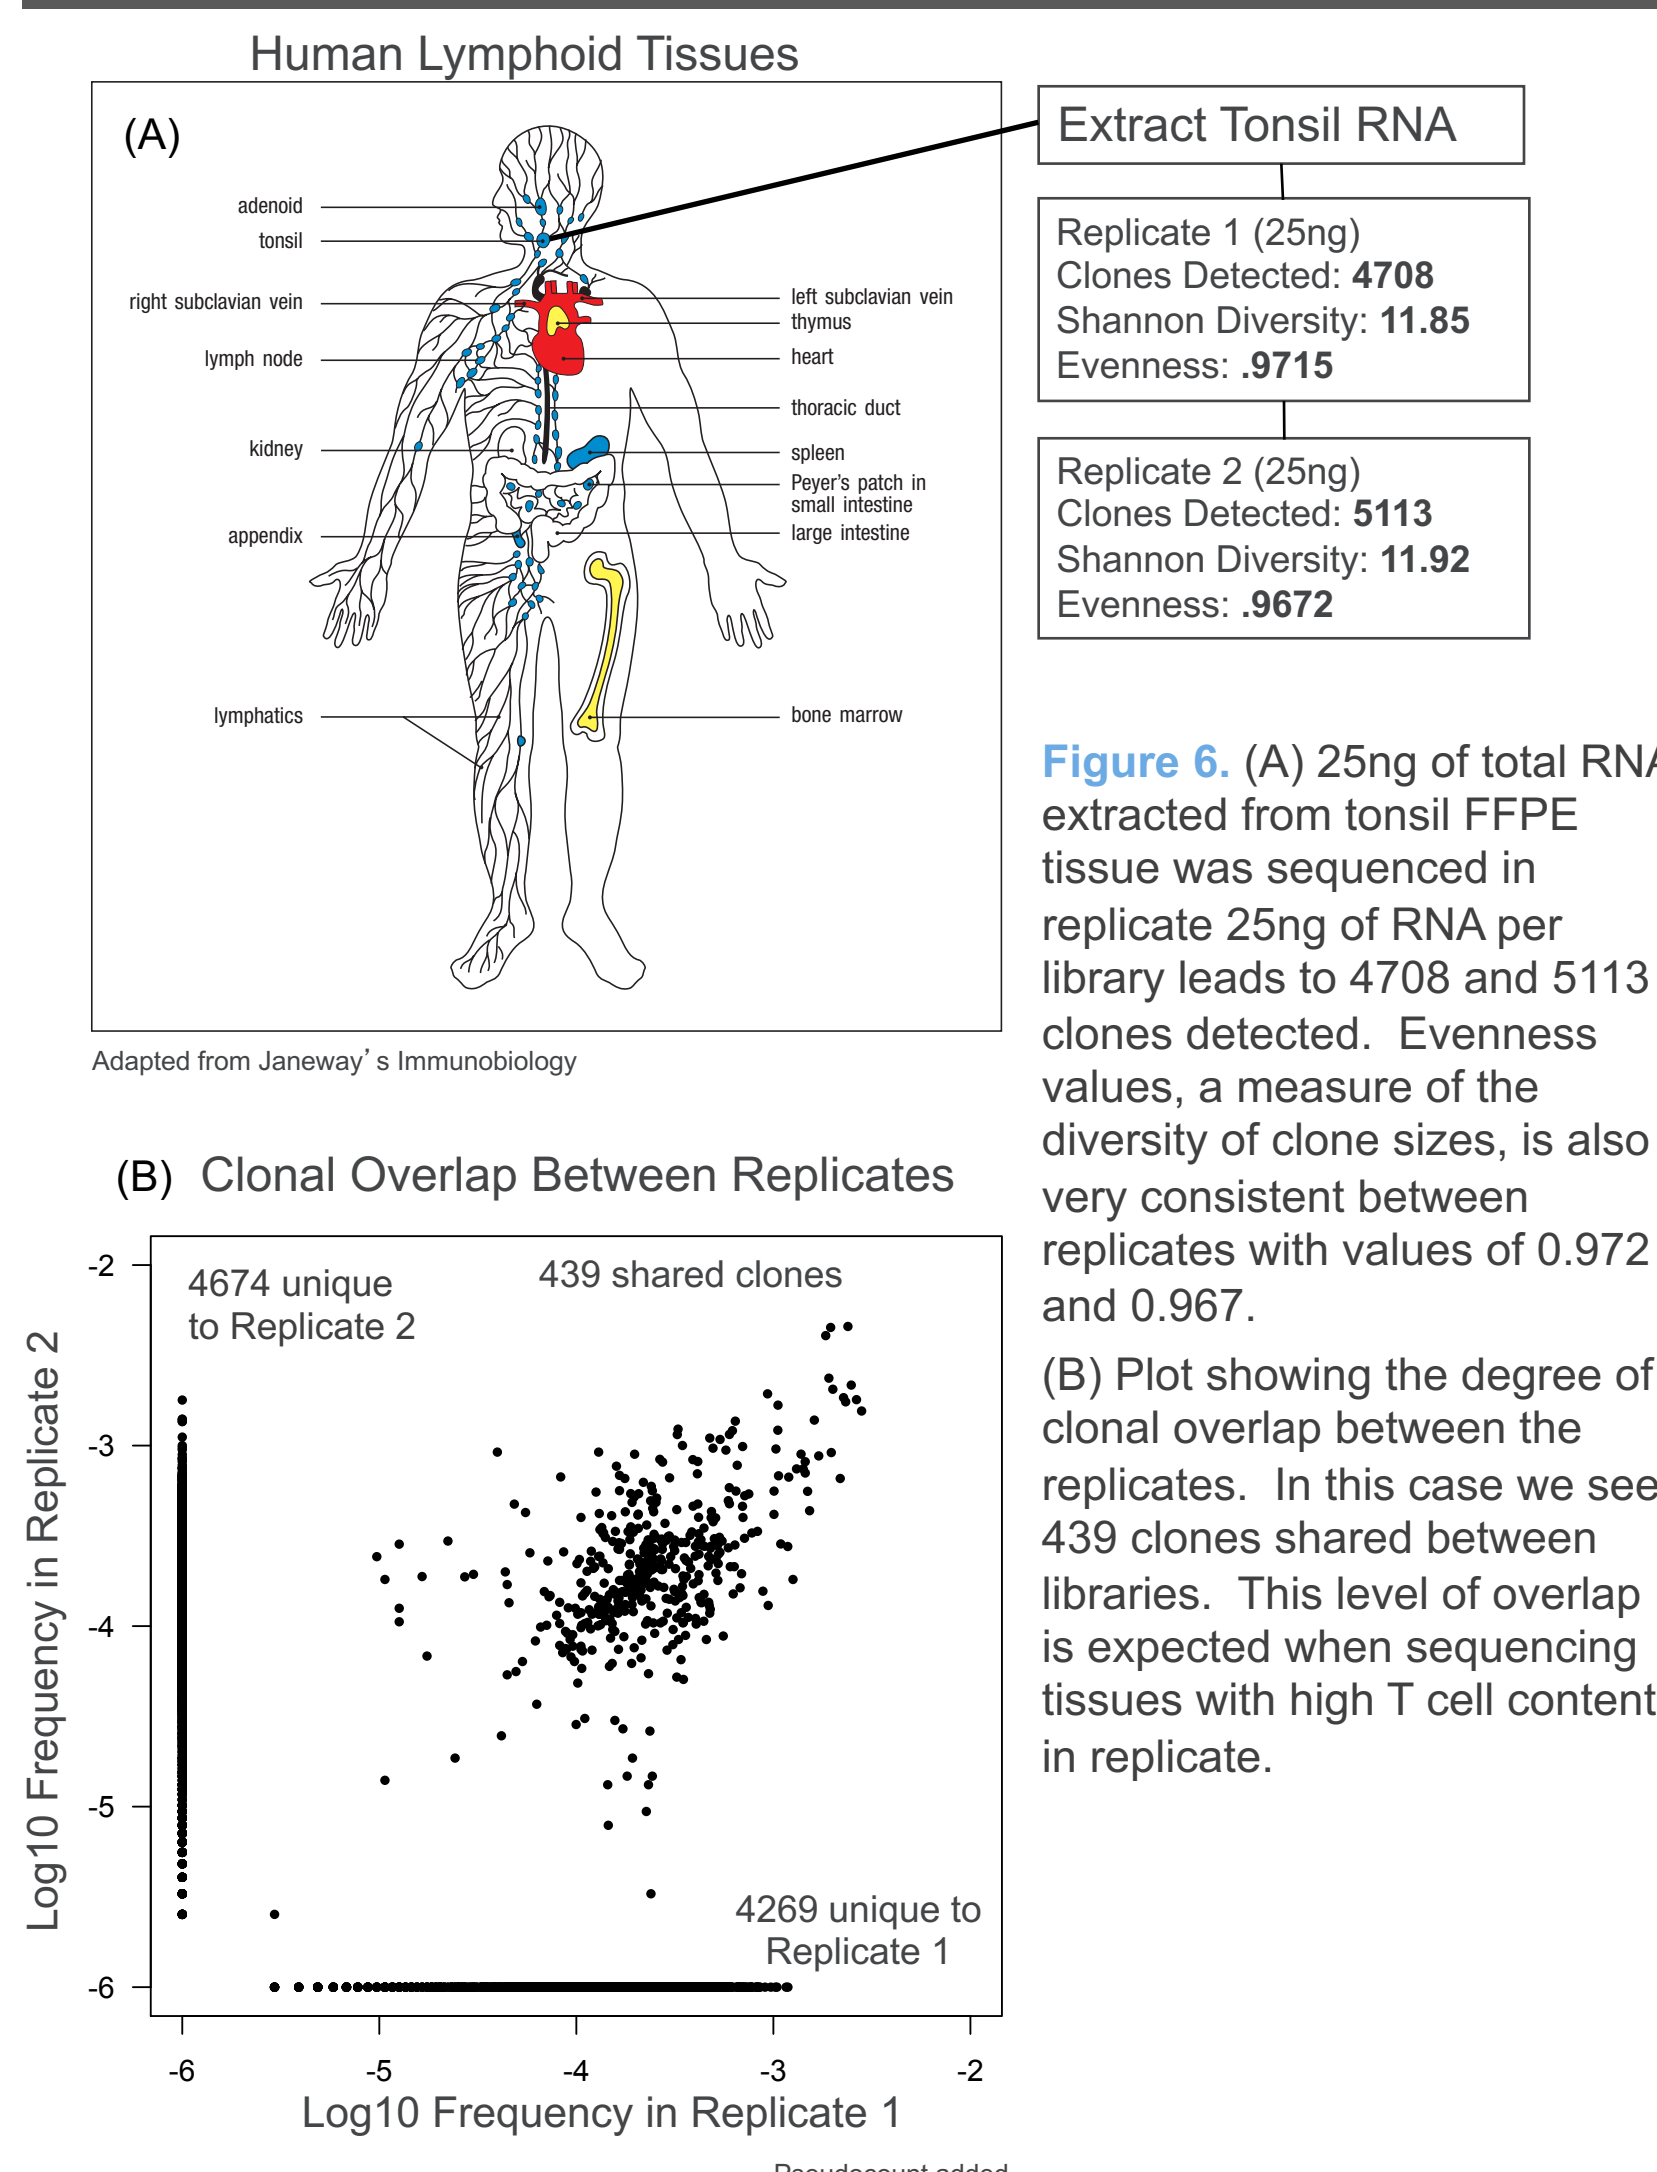 Human Lymphoid Tissues
(A)
adenoid
tonsil
right subclavian vein
lymph node
kidney
appendix
lymphatics
left subclavian vein
thymus
heart
thoracic duct
spleen
Peyer's patch in
small intestine
large intestine
bone marrow
Adapted from Janeway's Immunobiology
Extract Tonsil RNA
Replicate 1 (25ng)
Clones Detected: 4708
Shannon Diversity: 11.85
Evenness: .9715
Replicate 2 (25ng)
Clones Detected: 5113
Shannon Diversity: 11.92
Evenness: .9672
Figure 6. (A) 25ng of total RNA
extracted from tonsil FFPE
tissue was sequenced in
replicate 25ng of RNA per
library leads to 4708 and 5113
clones detected. Evenness
values, a measure of the
diversity of clone sizes, is also
very consistent between
replicates with values of 0.972
and 0.967.
(B) Plot showing the degree of
clonal overlap between the
replicates. In this case we see
439 clones shared between
libraries. This level of overlap
is expected when sequencing
tissues with high T cell content
in replicate.
(B) Clonal Overlap Between Replicates
4674 unique
to Replicate 2
439 shared clones
4269 unique to
Replicate 1
Log10 Frequency in Replicate 2
-2
-3
-4
-5
-6
-6 -5 -4 -3 -2
Log10 Frequency in Replicate 1
Pseudocount added